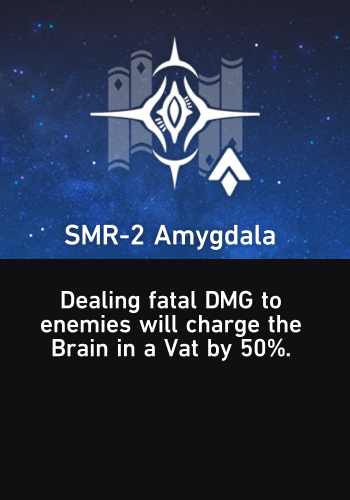 SMR-2 Amygdala
Dealing fatal DMG to
enemies will charge the
Brain in a Vat by 50%.